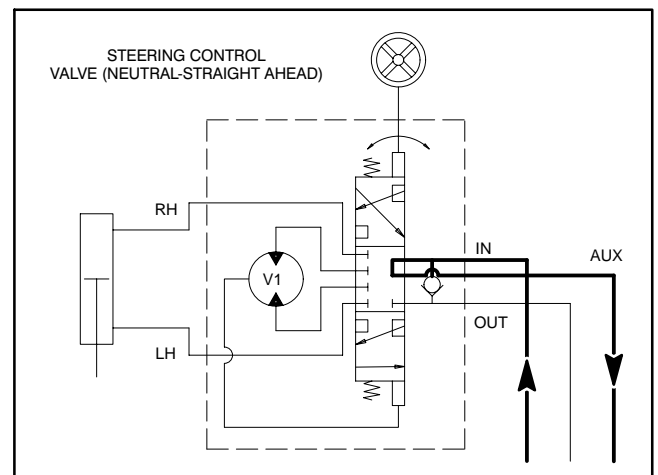 STEERING CONTROL
VALVE (NEUTRAL-STRAIGHT AHEAD)
RH
IN
AUX
V1
OUT
LH